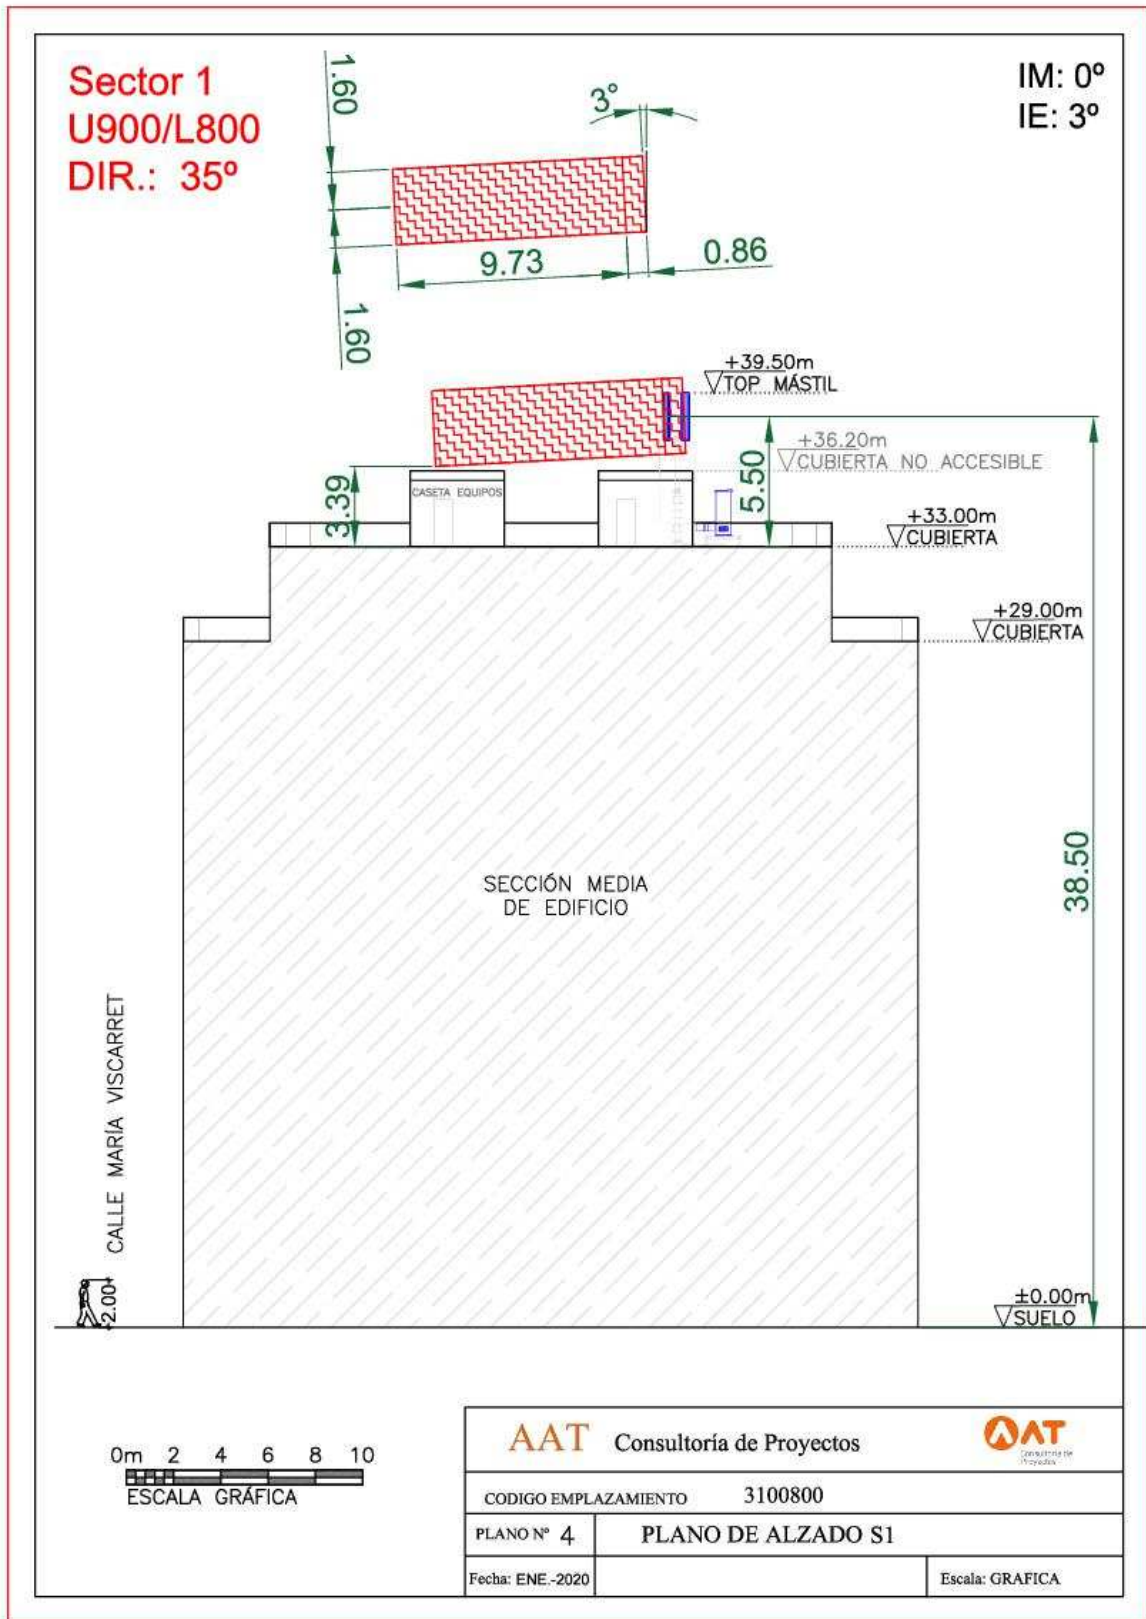 Sector 1
U900/L800
DIR.: 35º
IM: 0º
IE: 3º
1.60
3°
9.73
0.86
1.60
+39.50m
TOP MÁSTIL
+36.20m
CUBIERTA NO ACCESIBLE
5.50
3.39
CASETA EQUIPOS
+33.00m
CUBIERTA
+29.00m
CUBIERTA
38.50
SECCIÓN MEDIA
DE EDIFICIO
CALLE MARÍA VISCARRET
2.00
±0.00m
SUELO
0m 2 4 6 8 10
ESCALA GRÁFICA
AAT Consultoría de Proyectos
AAT
Consultoría de
Proyectos
CODIGO EMPLAZAMIENTO 3100800
PLANO Nº 4 PLANO DE ALZADO S1
Fecha: ENE.-2020 Escala: GRAFICA